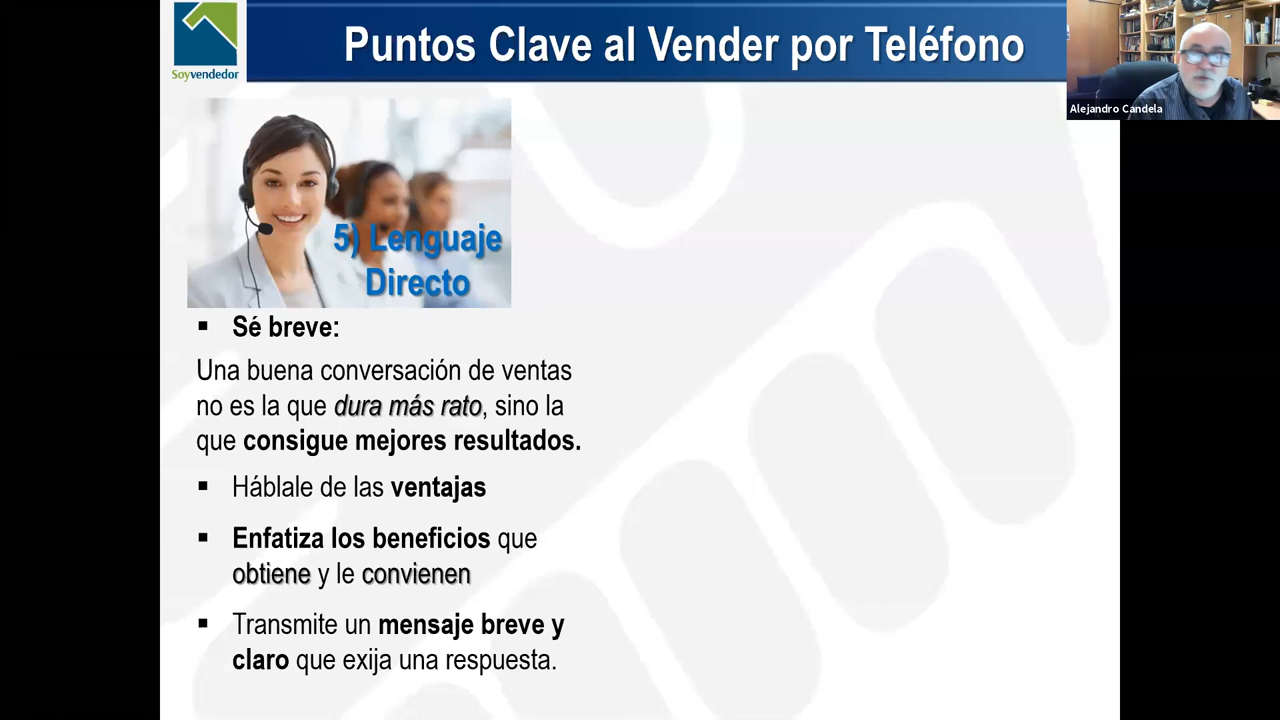 Soyvendedor
Puntos Clave al Vender por Teléfono
Alejandro Candela
5) Lenguaje
Directo
▪ Sé breve:
Una buena conversación de ventas
no es la que dura más rato, sino la
que consigue mejores resultados.
▪ Háblale de las ventajas
▪ Enfatiza los beneficios que
obtiene y le convienen
▪ Transmite un mensaje breve y
claro que exija una respuesta.